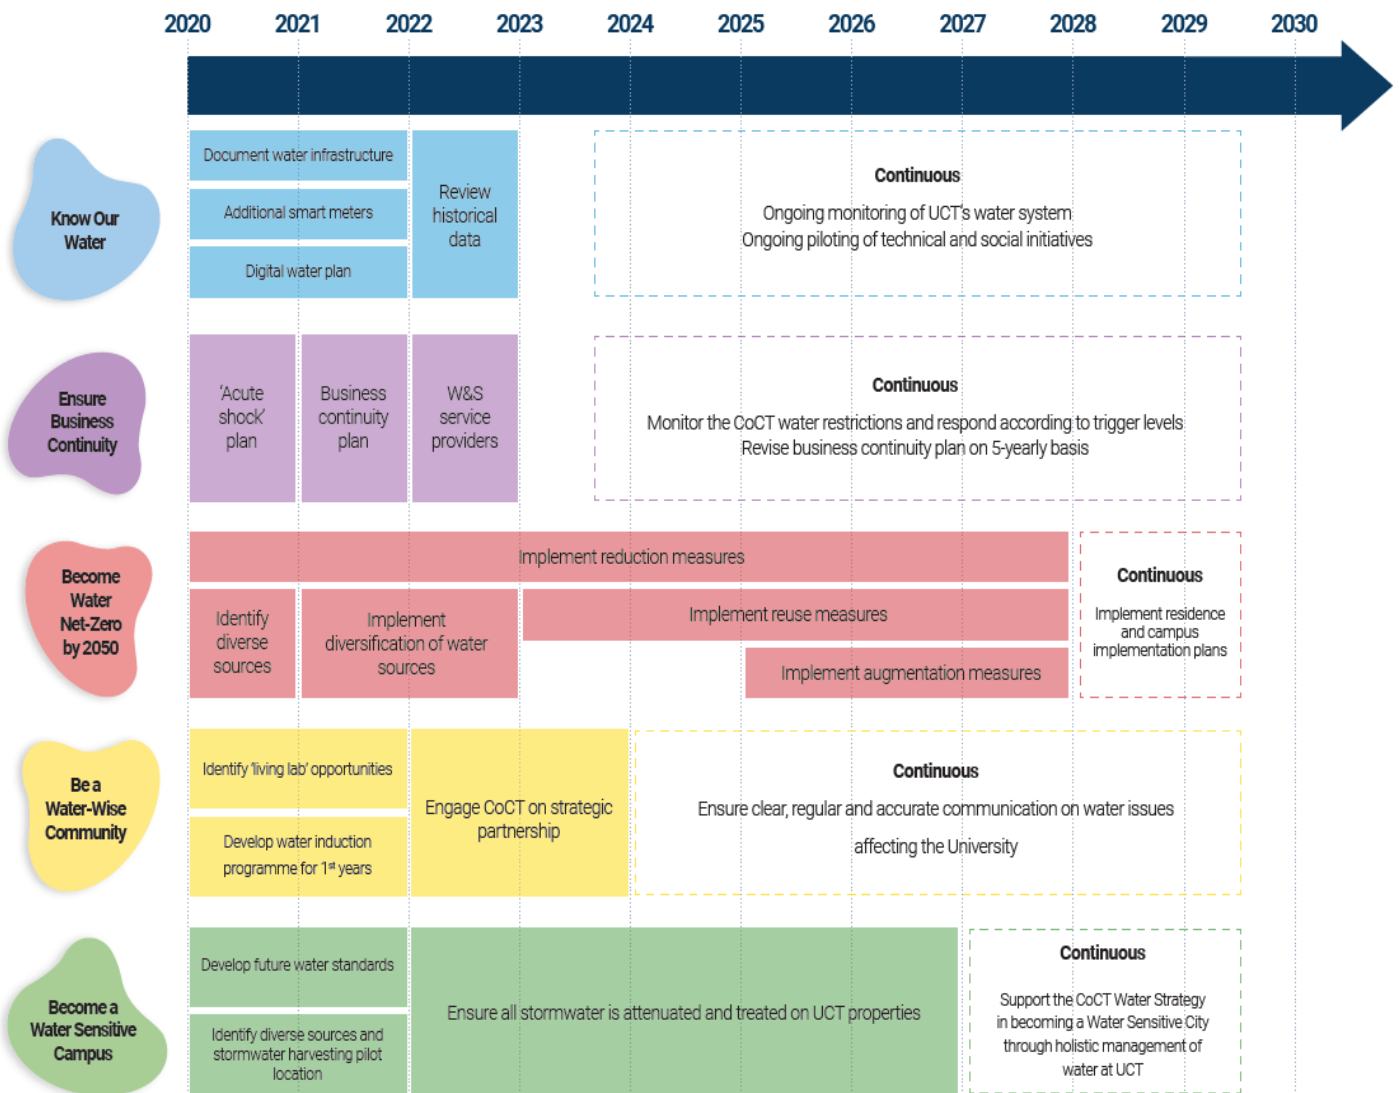 2020 2021 2022 2023 2024 2025 2026 2027 2028 2029 2030
Know Our
Water
Document water infrastructure
Additional smart meters
Digital water plan
Review
historical
data
Continuous
Ongoing monitoring of UCT's water system
Ongoing piloting of technical and social initiatives
Ensure
Business
Continuity
'Acute
shock'
plan
Business
continuity
plan
W&S
service
providers
Continuous
Monitor the CoCT water restrictions and respond according to trigger levels
Revise business continuity plan on 5-yearly basis
Become
Water
Net-Zero
by 2050
Implement reduction measures
Identify
diverse
sources
Implement
diversification of water
sources
Implement reuse measures
Implement augmentation measures
Continuous
Implement residence
and campus
implementation plans
Be a
Water-Wise
Community
Identify 'living lab' opportunities
Develop water induction
programme for 1st years
Engage CoCT on strategic
partnership
Continuous
Ensure clear, regular and accurate communication on water issues
affecting the University
Become a
Water Sensitive
Campus
Develop future water standards
Identify diverse sources and
stormwater harvesting pilot
location
Ensure all stormwater is attenuated and treated on UCT properties
Continuous
Support the CoCT Water Strategy
in becoming a Water Sensitive City
through holistic management of
water at UCT